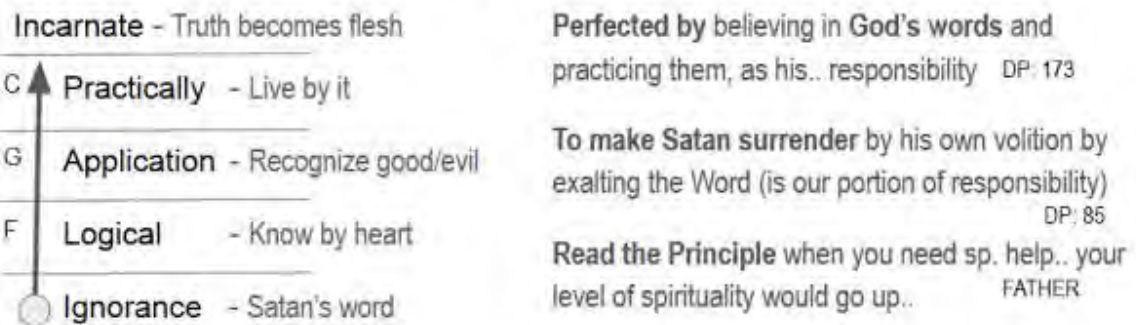 Incarnate - Truth becomes flesh
C Practically - Live by it
G Application - Recognize good/evil
F Logical - Know by heart
Ignorance - Satan's word
Perfected by believing in God's words and
practicing them, as his.. responsibility DP: 173
To make Satan surrender by his own volition by
exalting the Word (is our portion of responsibility)
DP: 85
Read the Principle when you need sp. help.. your
level of spirituality would go up.. FATHER